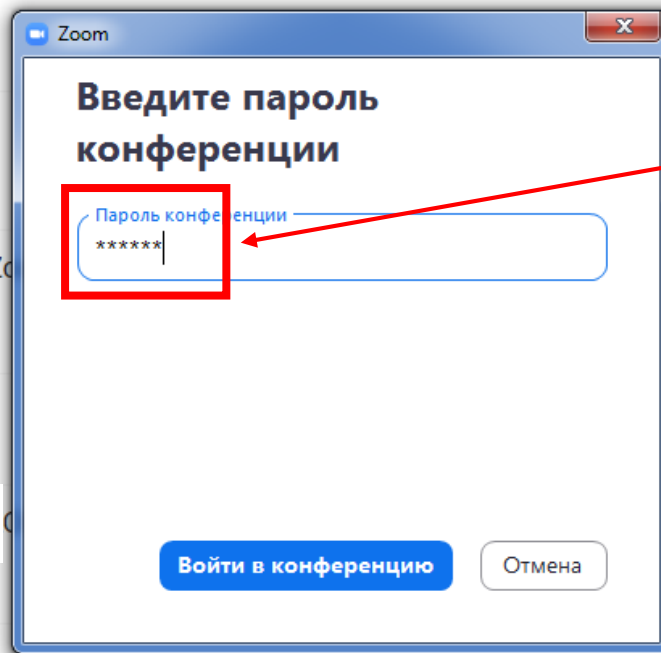 Zoom
Введите пароль
конференции
Пароль конференции
******
Войти в конференцию
Отмена